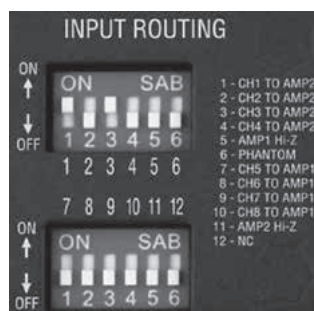 INPUT ROUTING
ON
OFF
ON SAB
1 2 3 4 5 6
1 2 3 4 5 6
7 8 9 10 11 12
ON
OFF
ON SAB
1 2 3 4 5 6
1 - CH1 TO AMP2
2 - CH2 TO AMP2
3 - CH3 TO AMP2
4 - CH4 TO AMP2
5 - AMP1 Hi-Z
6 - PHANTOM
7 - CH5 TO AMP1
8 - CH6 TO AMP1
9 - CH7 TO AMP1
10 - CH8 TO AMP1
11 - AMP2 Hi-Z
12 - NC